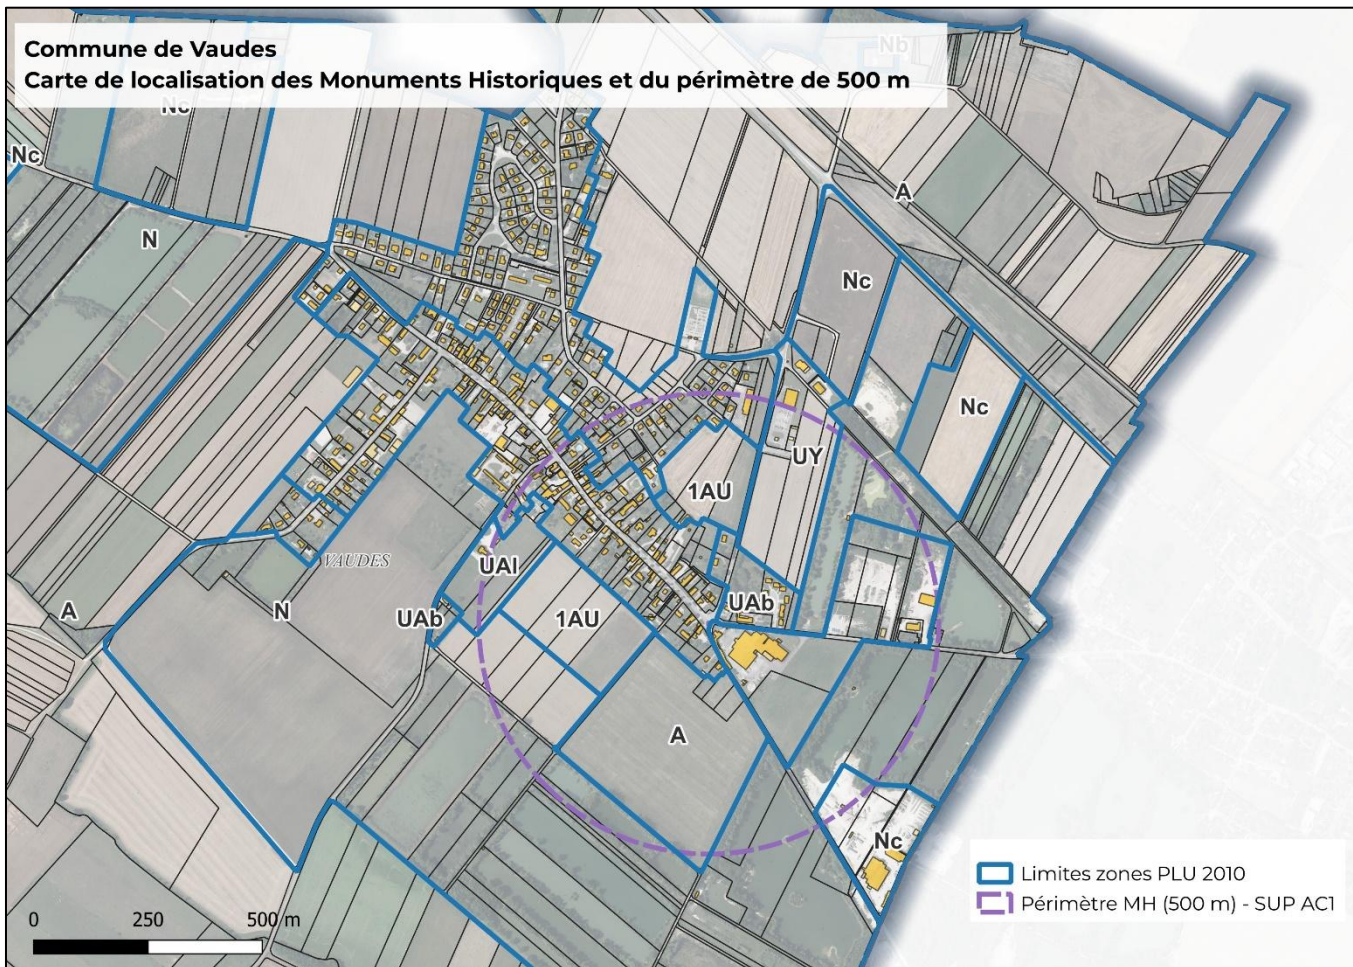 Commune de Vaudes
Carte de localisation des Monuments Historiques et du périmètre de 500 m
Nb
Nc
Nc
A
N
Nc
Nc
UY
1AU
VAUDES
UAI
UAb
1AU
UAb
A
N
A
Nc
Limites zones PLU 2010
Périmètre MH (500 m) - SUP AC1
0 250 500 m